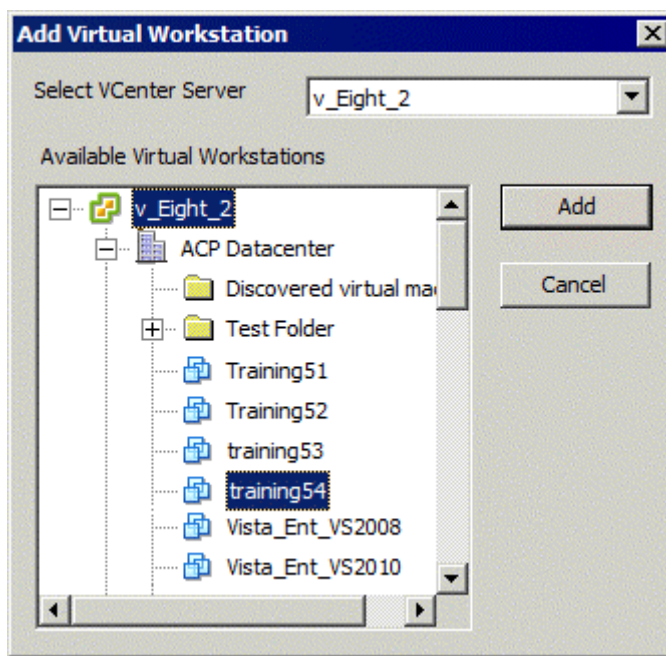 Add Virtual Workstation
Select VCenter Server
v_Eight_2
Available Virtual Workstations
v_Eight_2
Add
ACP Datacenter
Discovered virtual
Cancel
Test Folder
Training51
Training52
training53
training54
Vista_Ent_VS2008
Vista_Ent_VS2010